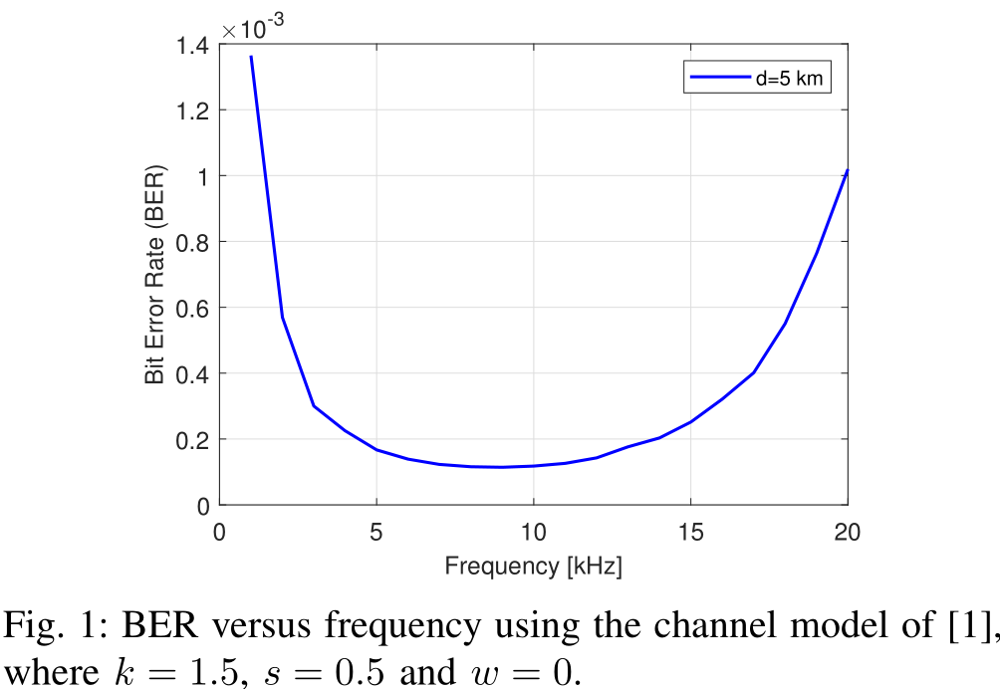 ×10-3
1.4
1.2
1
0.8
0.6
0.4
0.2
0
0
5
10
15
20
Bit Error Rate (BER)
Frequency [kHz]
d=5 km
Fig. 1: BER versus frequency using the channel model of [1],
where k = 1.5, s = 0.5 and w = 0.